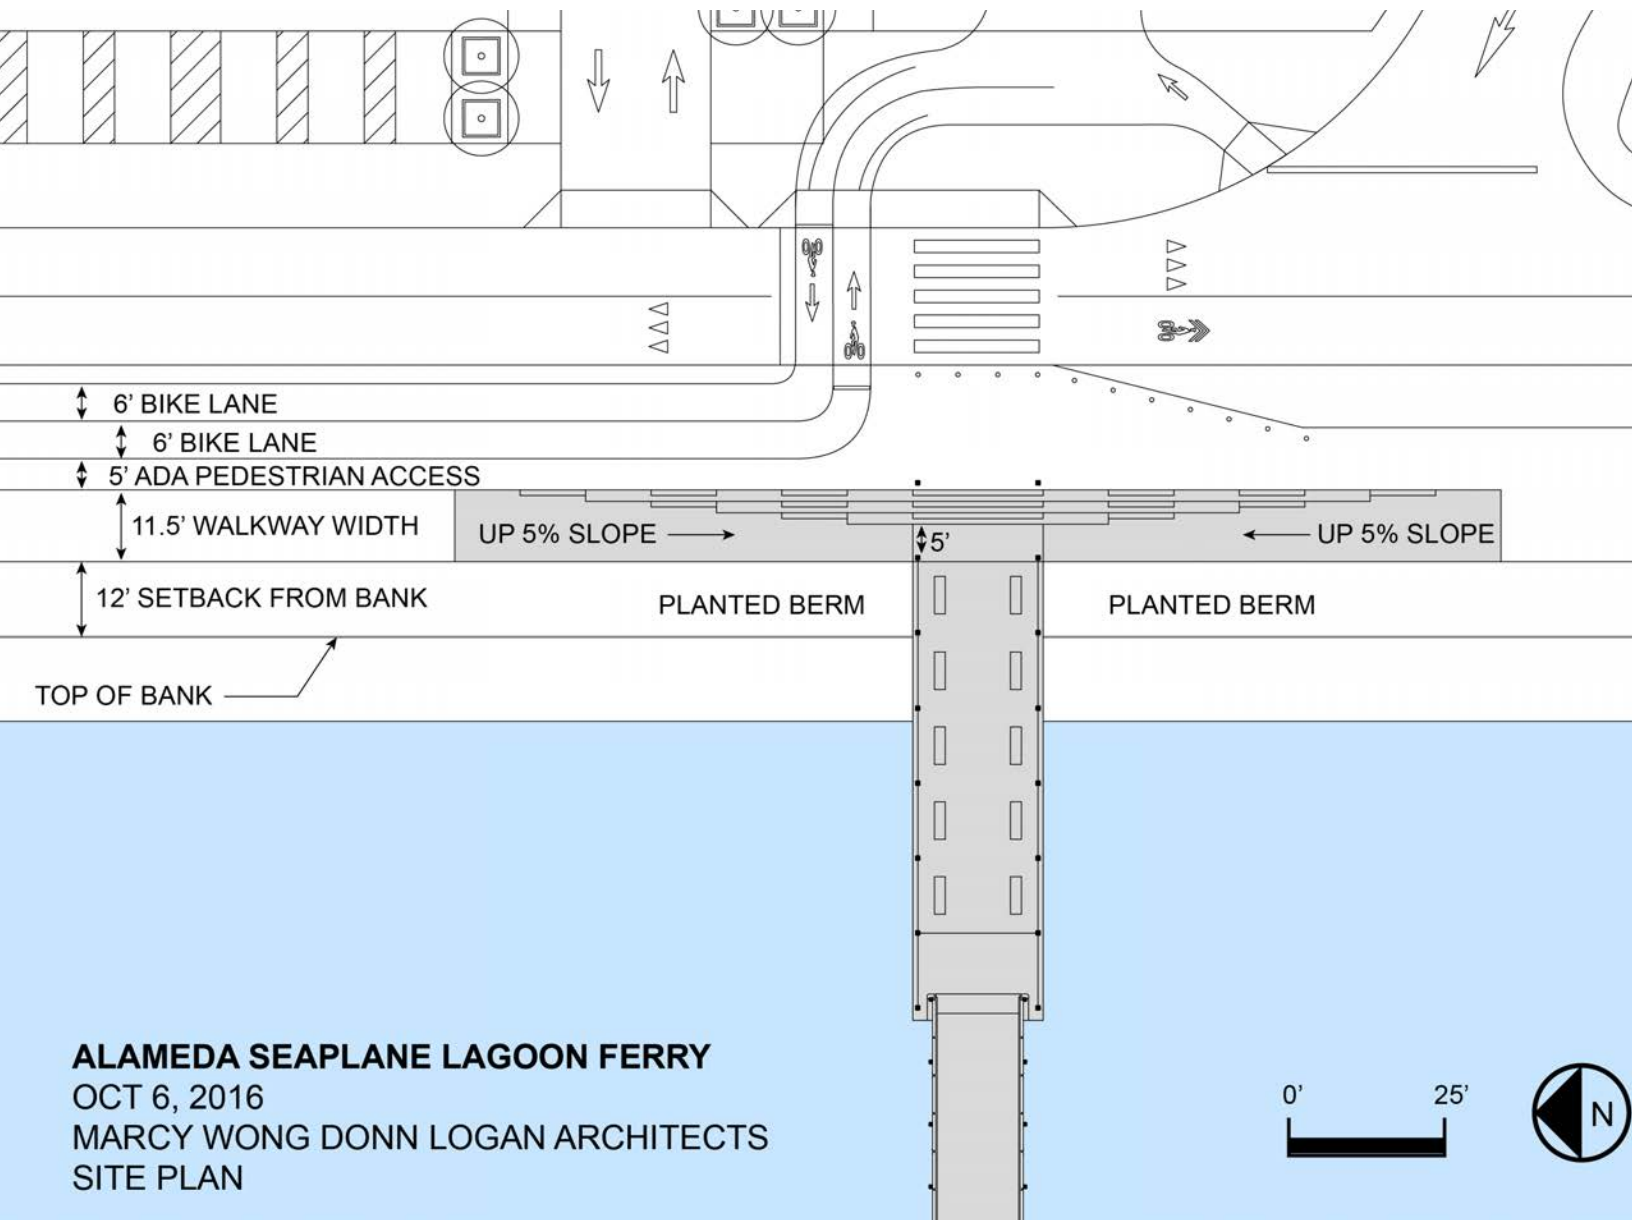 6’ BIKE LANE
6’ BIKE LANE
5’ ADA PEDESTRIAN ACCESS
11.5’ WALKWAY WIDTH
UP 5% SLOPE
5’
UP 5% SLOPE
12’ SETBACK FROM BANK
PLANTED BERM
PLANTED BERM
TOP OF BANK
ALAMEDA SEAPLANE LAGOON FERRY
OCT 6, 2016
MARCY WONG DONN LOGAN ARCHITECTS
SITE PLAN
0’
25’
N